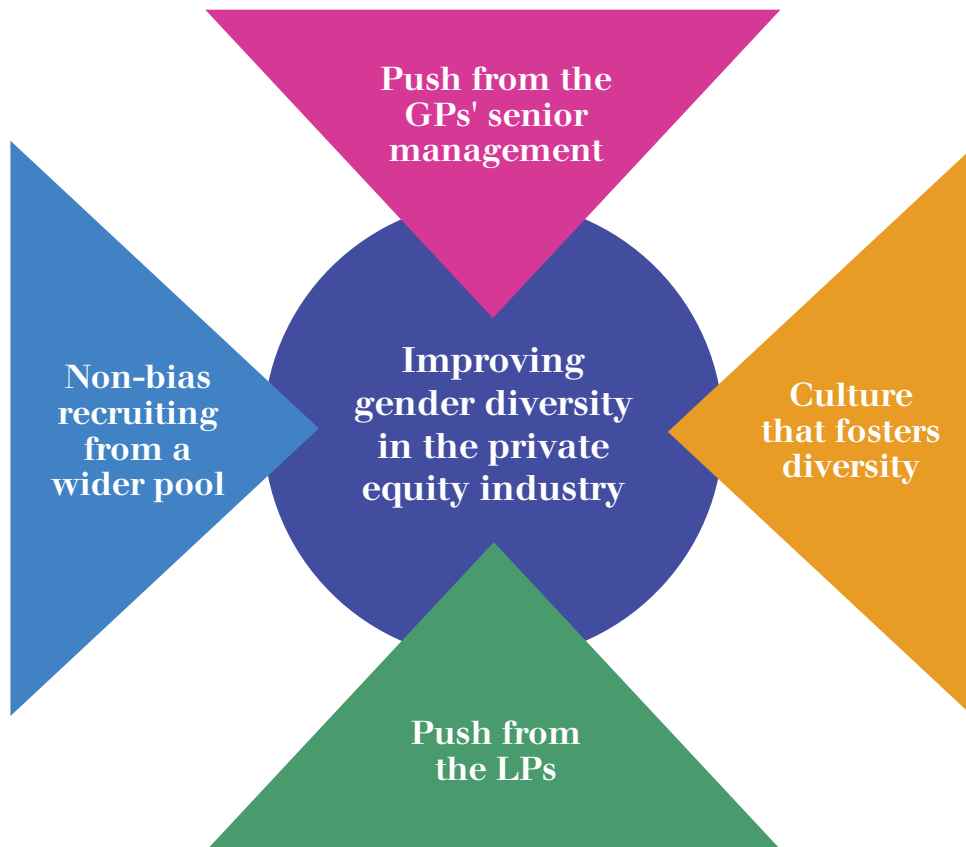 Push from the
GPs' senior
management
Non-bias
recruiting
from a
wider pool
Improving
gender diversity
in the private
equity industry
Culture
that fosters
diversity
Push from
the LPs